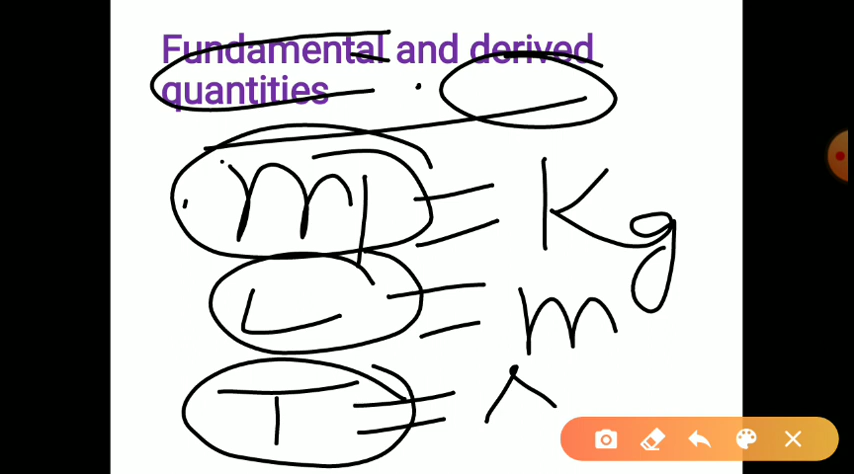 Fundamental and derived
quantities
m = Kg
L = m
T =